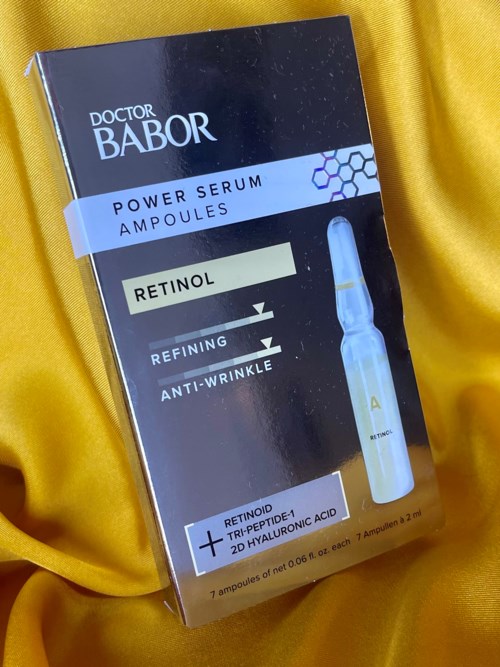 DOCTOR
BABOR
POWER SERUM
AMPOULES
RETINOL
REFINING
ANTI-WRINKLE
A
RETINOL
+
RETINOID
TRI-PEPTIDE-1
2D HYALURONIC ACID
7 ampoules of net 0.06 fl. oz. each 7 Ampullen à 2 ml